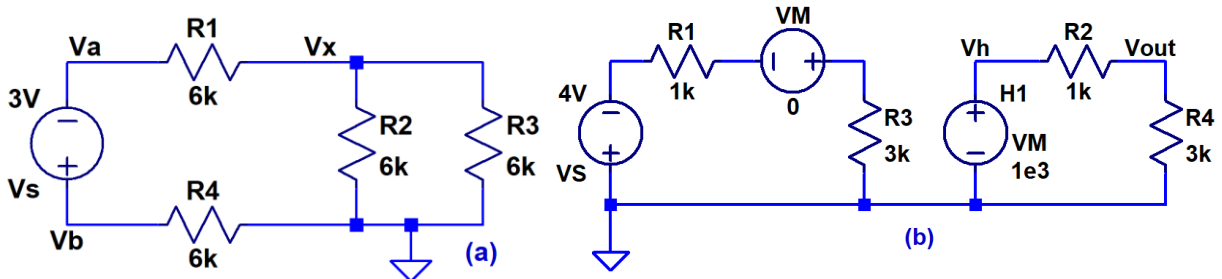 R1
Va
Vx
6k
3V
R2
R3
6k
6k
Vs
R4
Vb
6k
(a)
R1
VM
1k
0
4V
R3
3k
VS
Vh
R2
Vout
1k
H1
R4
VM
3k
1e3
(b)